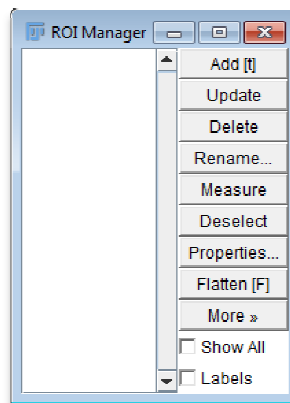 ROI Manager
Add [t]
Update
Delete
Rename...
Measure
Deselect
Properties...
Flatten [F]
More »
Show All
Labels